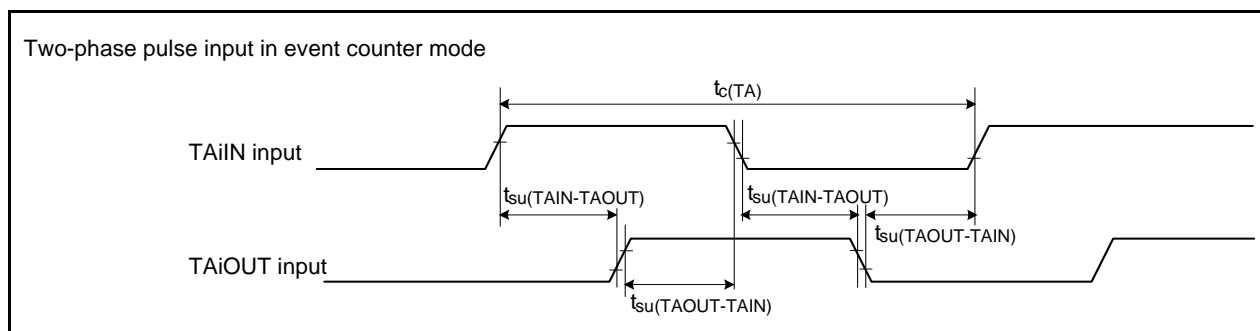 Two-phase pulse input in event counter mode
tc(TA)
TAiIN input
tsu(TAIN-TAOUT)
tsu(TAIN-TAOUT)
tsu(TAOUT-TAIN)
TAiOUT input
tsu(TAOUT-TAIN)